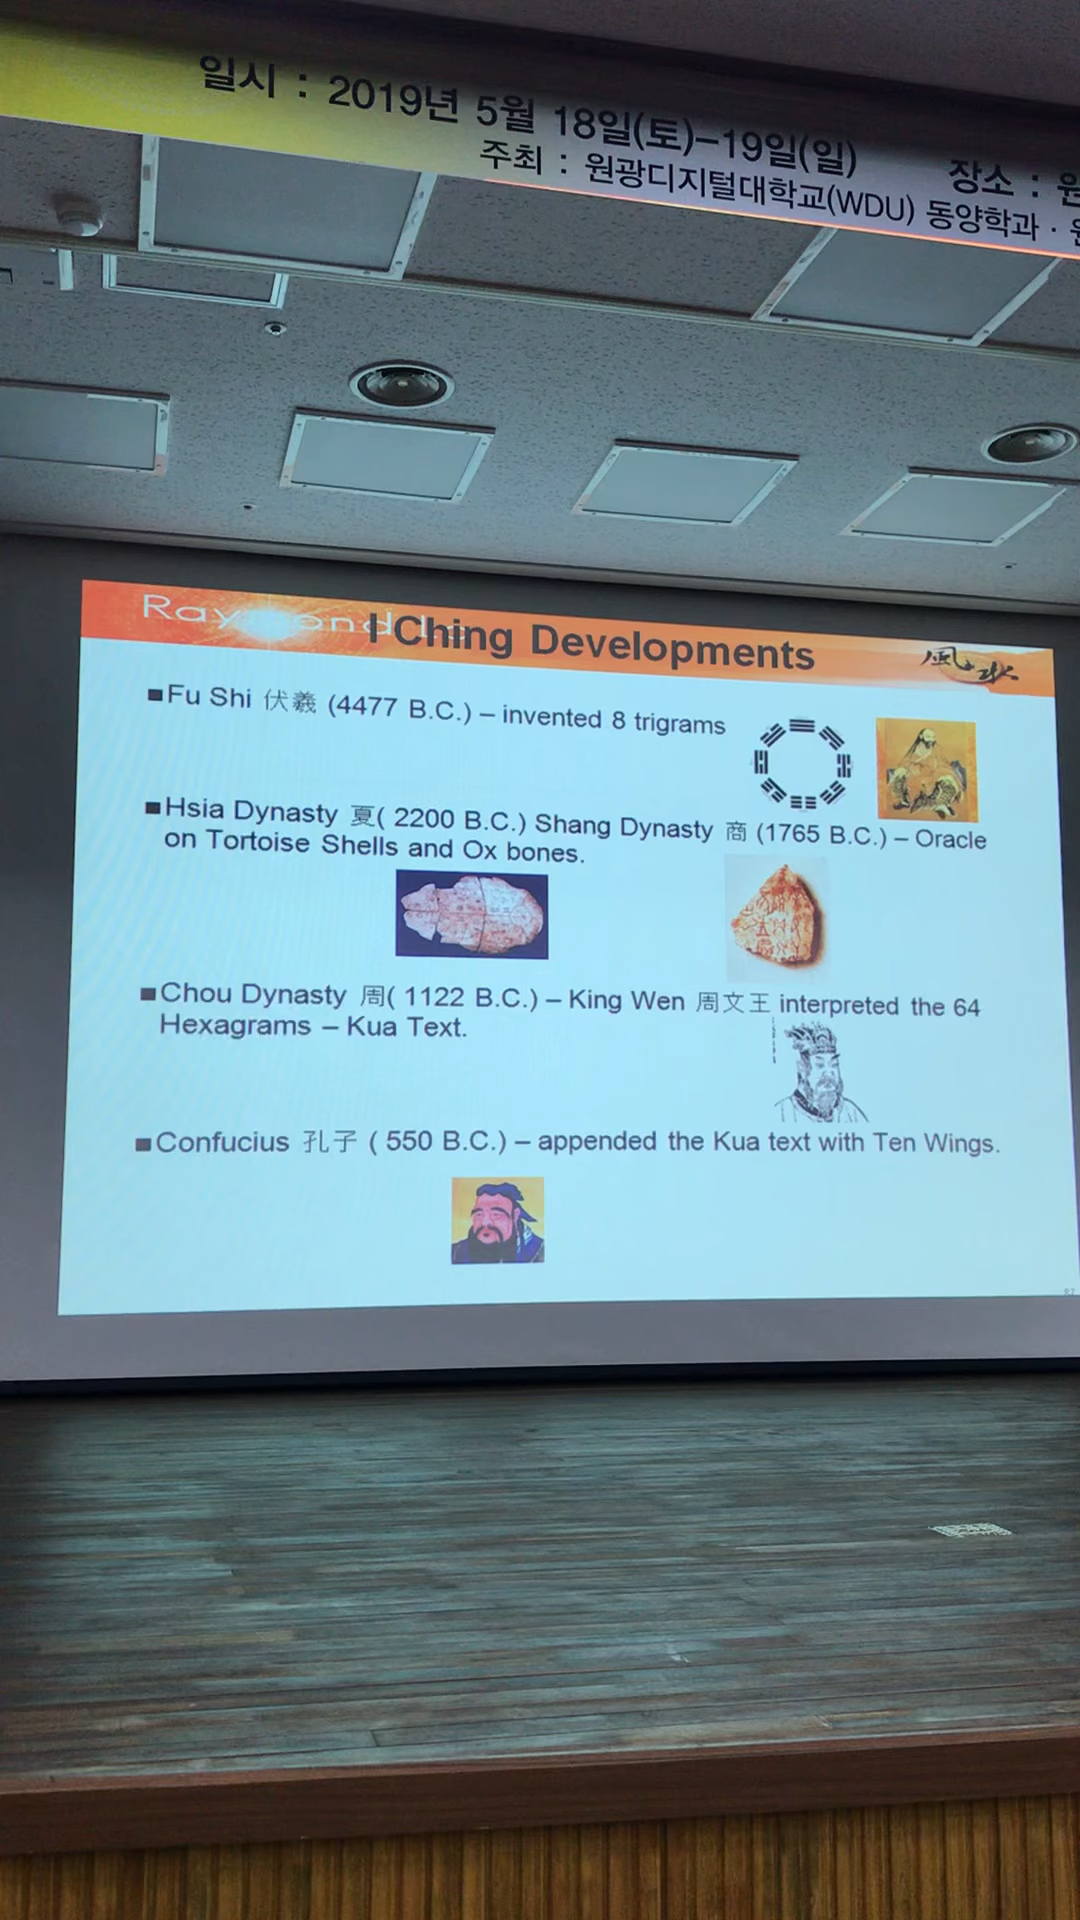 일시 : 2019년 5월 18일(토)-19일(일) 장소 :
주최 : 원광디지털대학교(WDU) 동양학과 ·
I Ching Developments
風水
■Fu Shi 伏羲 (4477 B.C.) – invented 8 trigrams
■Hsia Dynasty 夏( 2200 B.C.) Shang Dynasty 商 (1765 B.C.) – Oracle
on Tortoise Shells and Ox bones.
■Chou Dynasty 周( 1122 B.C.) – King Wen 周文王 interpreted the 64
Hexagrams – Kua Text.
■Confucius 孔子 ( 550 B.C.) – appended the Kua text with Ten Wings.